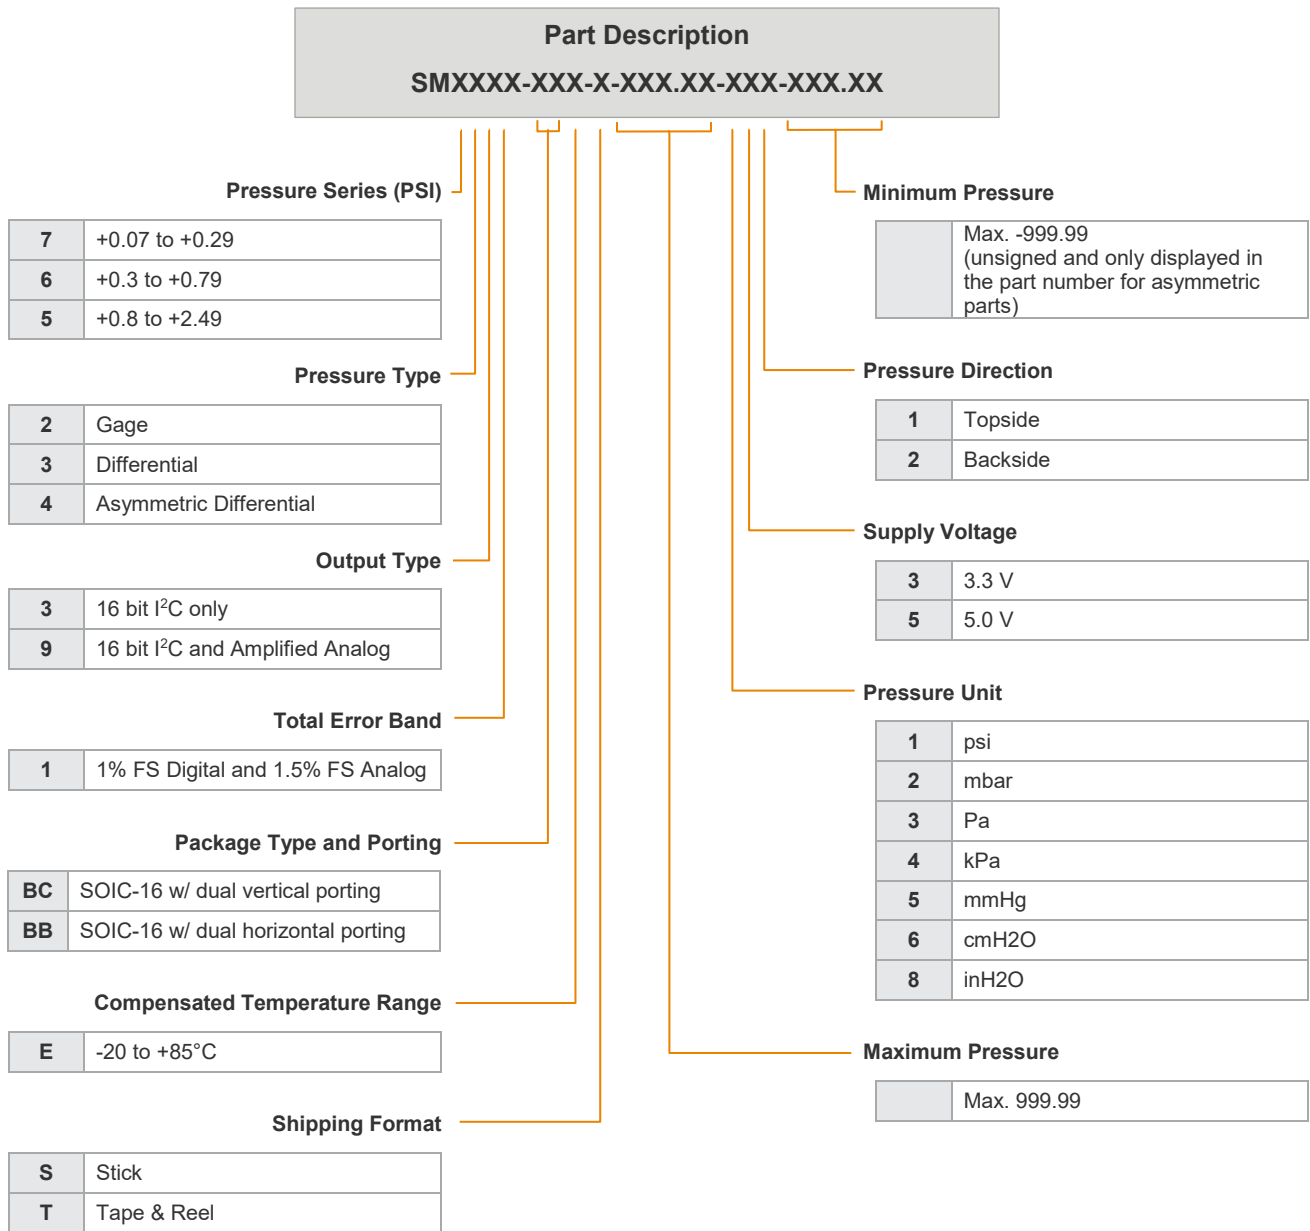 Part Description
SMXXXX-XXX-X-XXX.XX-XXX-XXX.XX
Pressure Series (PSI)
7 +0.07 to +0.29
6 +0.3 to +0.79
5 +0.8 to +2.49
Pressure Type
2 Gage
3 Differential
4 Asymmetric Differential
Output Type
3 16 bit I²C only
9 16 bit I²C and Amplified Analog
Total Error Band
1 1% FS Digital and 1.5% FS Analog
Package Type and Porting
BC SOIC-16 w/ dual vertical porting
BB SOIC-16 w/ dual horizontal porting
Compensated Temperature Range
E -20 to +85°C
Shipping Format
S Stick
T Tape & Reel
Minimum Pressure
Max. -999.99
(unsigned and only displayed in
the part number for asymmetric
parts)
Pressure Direction
1 Topside
2 Backside
Supply Voltage
3 3.3 V
5 5.0 V
Pressure Unit
1 psi
2 mbar
3 Pa
4 kPa
5 mmHg
6 cmH2O
8 inH2O
Maximum Pressure
Max. 999.99